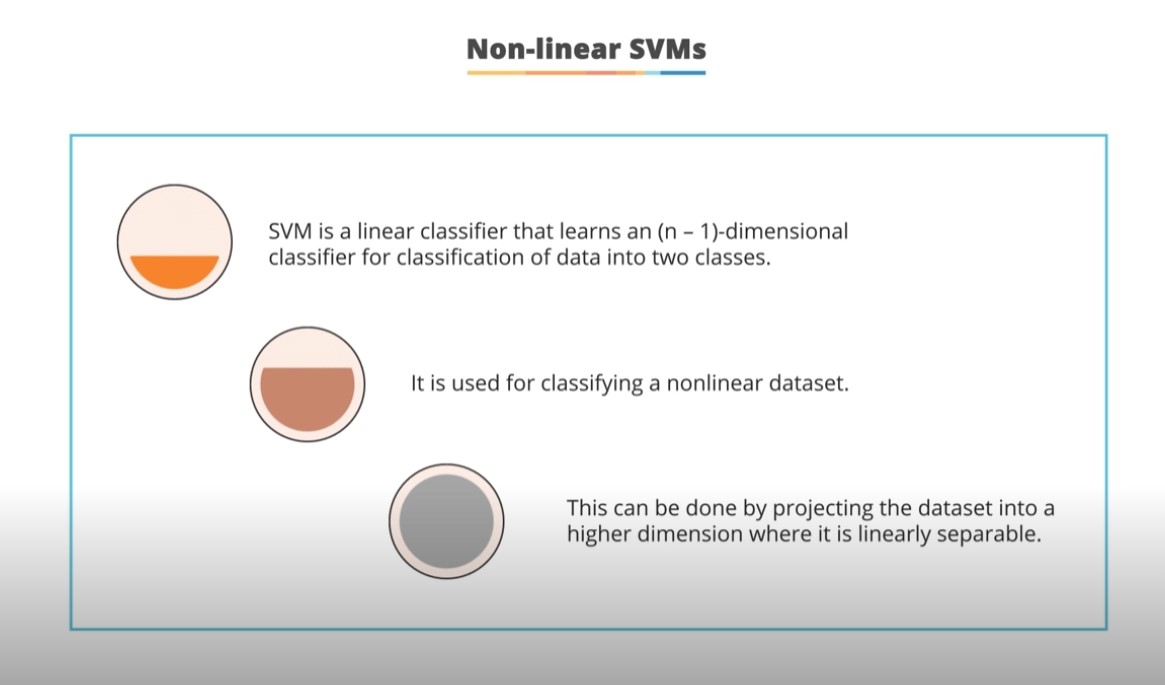 Non-linear SVMs
SVM is a linear classifier that learns an (n – 1)-dimensional
classifier for classification of data into two classes.
It is used for classifying a nonlinear dataset.
This can be done by projecting the dataset into a
higher dimension where it is linearly separable.